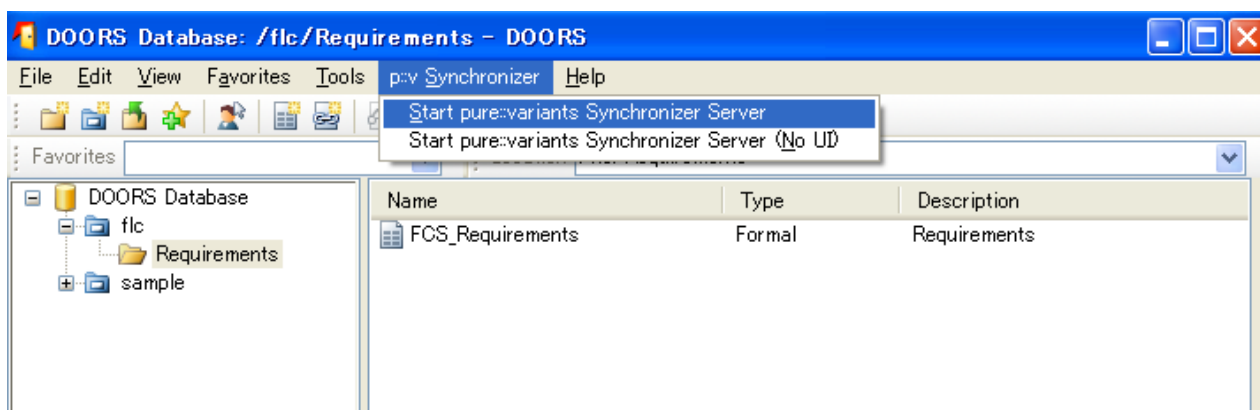 DOORS Database: /flc/Requirements - DOORS
File Edit View Favorites Tools p::v Synchronizer Help
Start pure::variants Synchronizer Server
Start pure::variants Synchronizer Server (No UI)
Favorites
DOORS Database
flc
Requirements
sample
Name Type Description
FCS_Requirements Formal Requirements